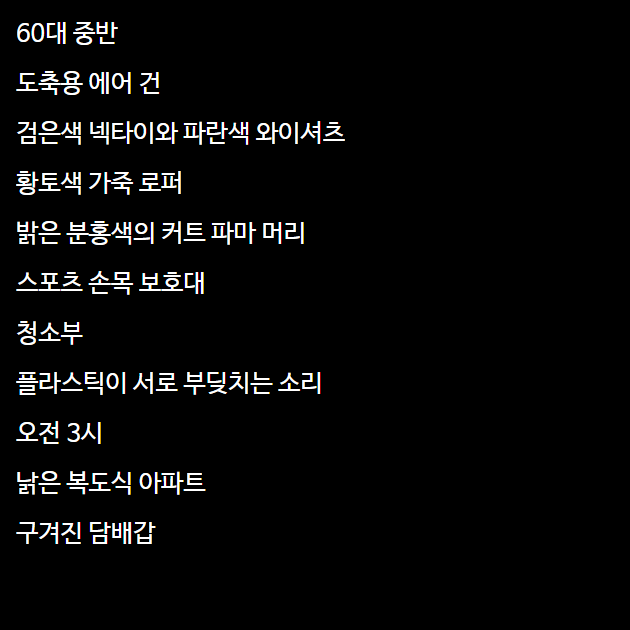 60대 중반
도축용 에어 건
검은색 넥타이와 파란색 와이셔츠
황토색 가죽 로퍼
밝은 분홍색의 커트 파마 머리
스포츠 손목 보호대
청소부
플라스틱이 서로 부딪치는 소리
오전 3시
낡은 복도식 아파트
구겨진 담배갑